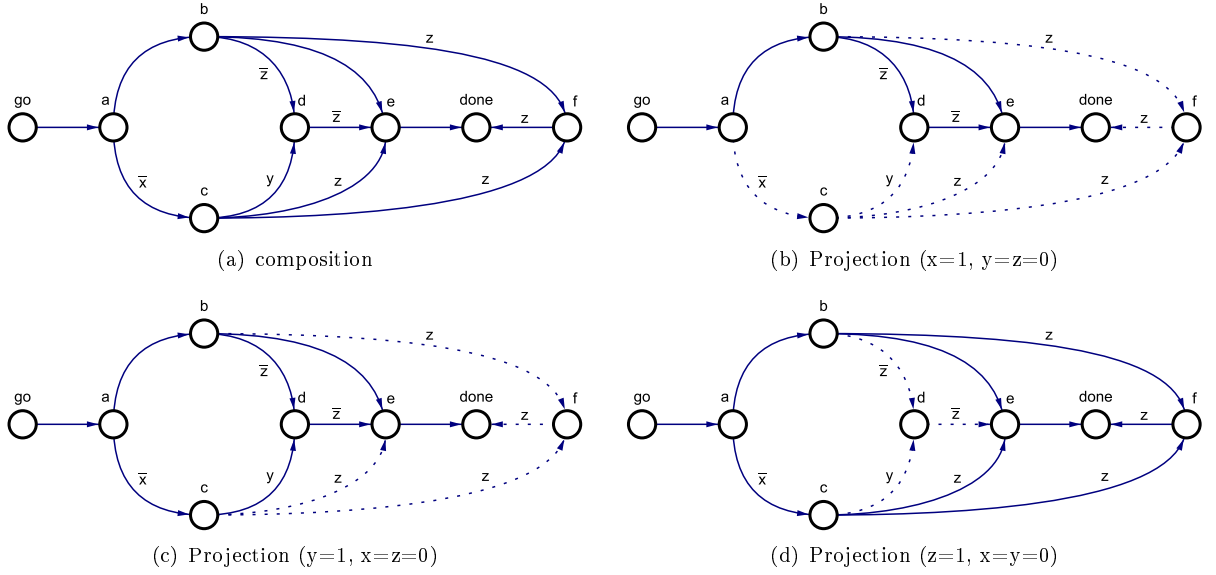 b
z
z̅
go
a
d
z̅
e
done
z
f
x̅
y
z
z
c
(a) composition
b
z
z̅
go
a
d
z̅
e
done
z
f
x̅
y
z
z
c
(b) Projection (x=1, y=z=0)
b
z
z̅
go
a
d
z̅
e
done
z
f
x̅
y
z
z
c
(c) Projection (y=1, x=z=0)
b
z
z̅
go
a
d
z̅
e
done
z
f
x̅
y
z
z
c
(d) Projection (z=1, x=y=0)